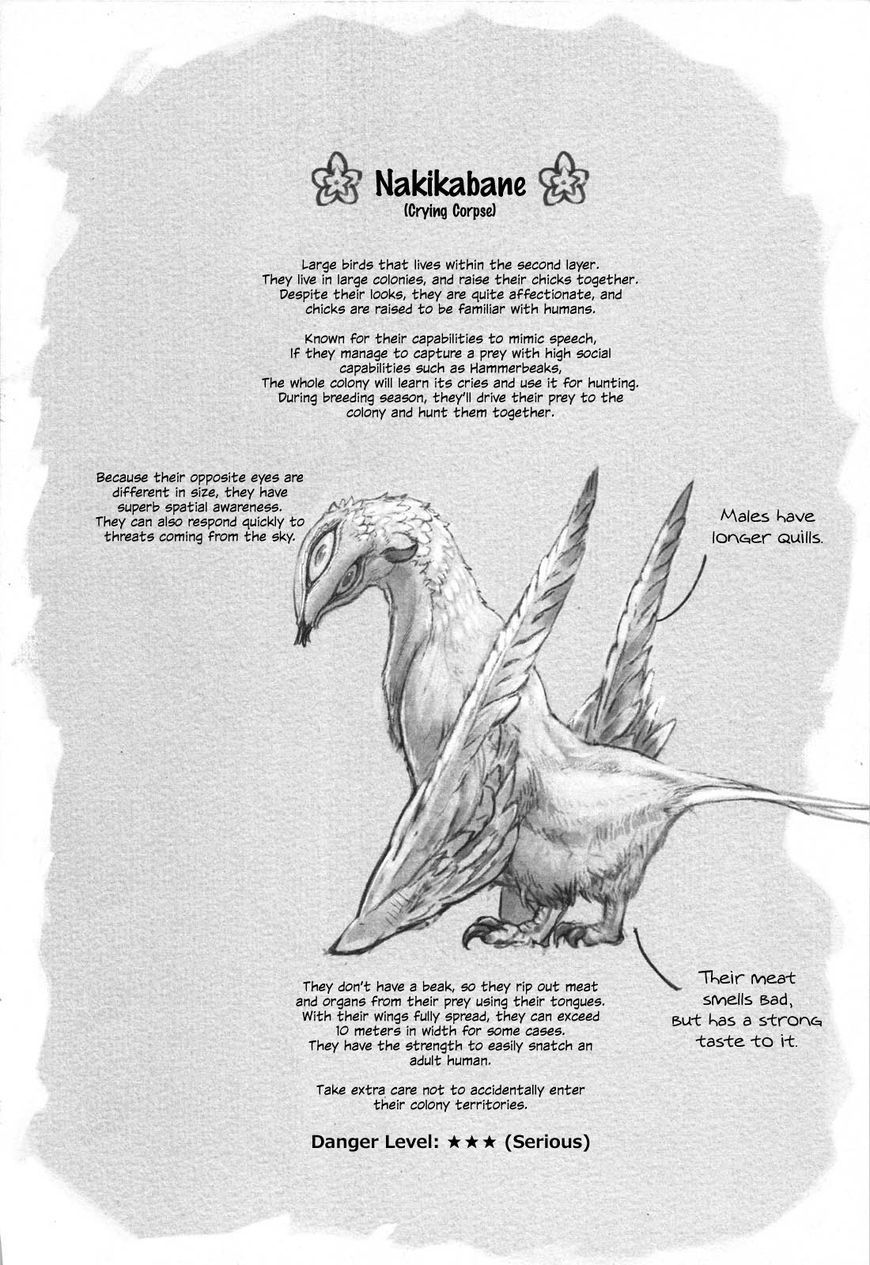 Nakikabane
(Crying Corpse)
Large birds that lives within the second layer.
They live in large colonies, and raise their chicks together.
Despite their looks, they are quite affectionate, and
chicks are raised to be familiar with humans.
Known for their capabilities to mimic speech,
If they manage to capture a prey with high social
capabilities such as Hammerbeaks,
The whole colony will learn its cries and use it for hunting.
During breeding season, they'll drive their prey to the
colony and hunt them together.
Because their opposite eyes are
different in size, they have
superb spatial awareness.
They can also respond quickly to
threats coming from the sky.
Males have
longer quills.
They don't have a beak, so they rip out meat
and organs from their prey using their tongues.
With their wings fully spread, they can exceed
10 meters in width for some cases.
They have the strength to easily snatch an
adult human.
Take extra care not to accidentally enter
their colony territories.
Their meat
smells bad,
but has a strong
taste to it.
Danger Level: ★★★ (Serious)